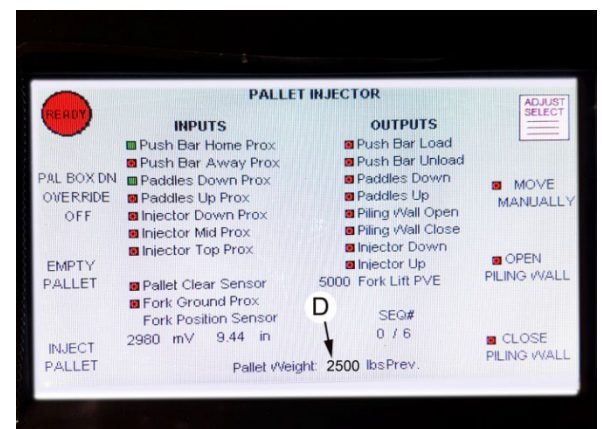 PALLET INJECTOR
READY
ADJUST
SELECT
INPUTS
Push Bar Home Prox
Push Bar Away Prox
Paddles Down Prox
Paddles Up Prox
Injector Down Prox
Injector Mid Prox
Injector Top Prox
Pallet Clear Sensor
Fork Ground Prox
Fork Position Sensor
2980 mV 9.44 in
OUTPUTS
Push Bar Load
Push Bar Unload
Paddles Down
Paddles Up
Piling Wall Open
Piling Wall Close
Injector Down
Injector Up
5000 Fork Lift PVE
SEQ#
0 / 6
D
Pallet Weight: 2500 lbsPrev.
PAL BOX DN
OVERRIDE
OFF
EMPTY
PALLET
INJECT
PALLET
MOVE
MANUALLY
OPEN
PILING WALL
CLOSE
PILING WALL